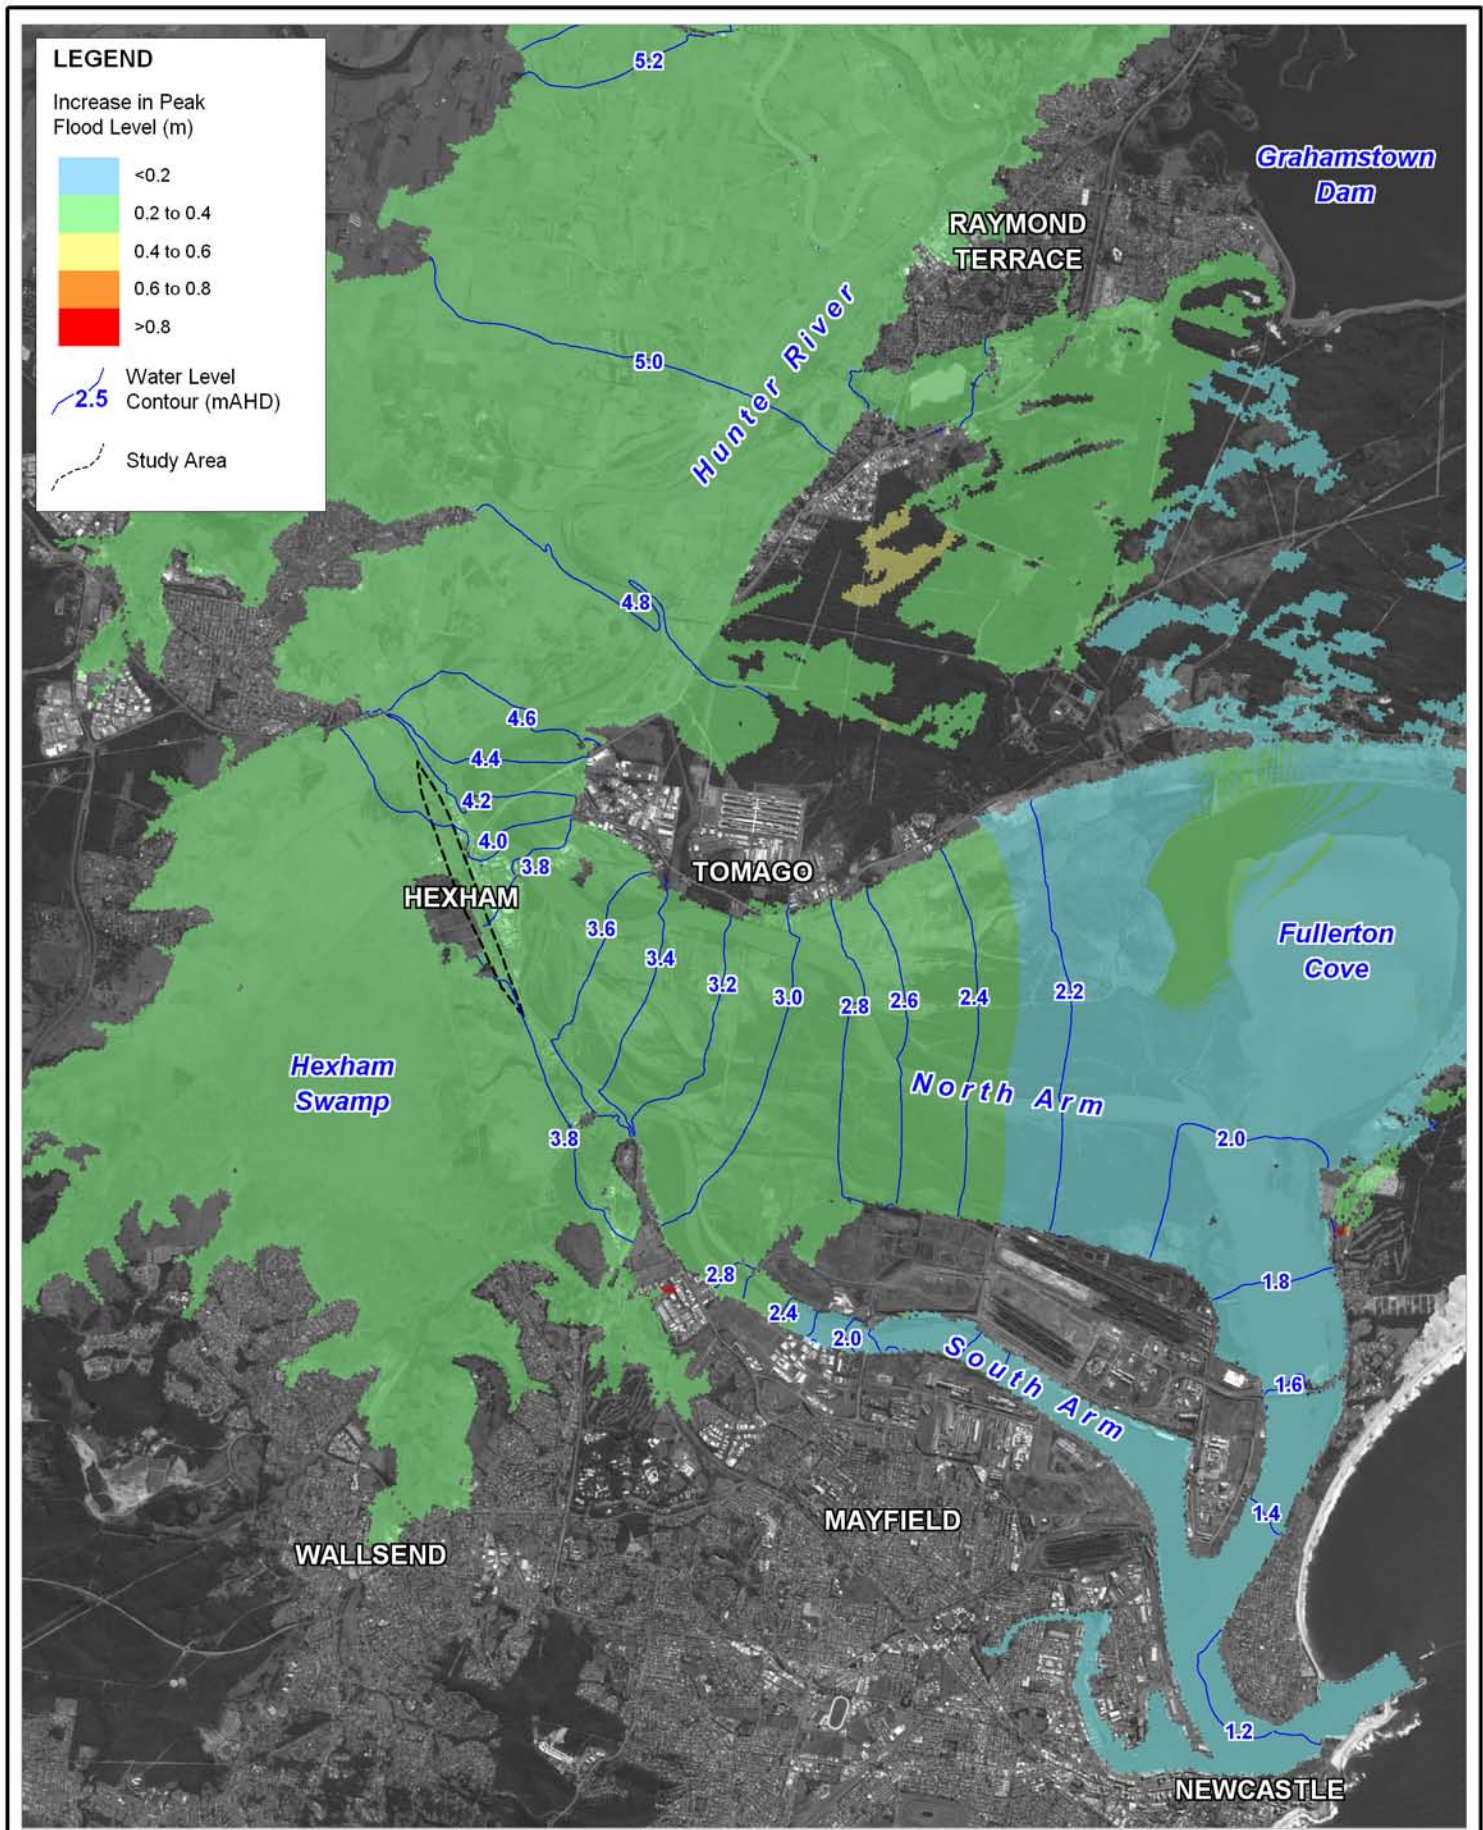 LEGEND
Increase in Peak
Flood Level (m)
<0.2
0.2 to 0.4
0.4 to 0.6
0.6 to 0.8
>0.8
2.5
Water Level
Contour (mAHD)
Study Area
5.2
Grahamstown
Dam
RAYMOND
TERRACE
Hunter River
5.0
4.8
4.6
4.4
4.2
4.0
3.8
TOMAGO
HEXHAM
3.6
3.4
3.2
3.0
2.8
2.6
2.4
2.2
Fullerton
Cove
Hexham
Swamp
North Arm
3.8
2.0
2.8
1.8
2.4
2.0
South Arm
1.6
1.4
MAYFIELD
WALLSEND
1.2
NEWCASTLE